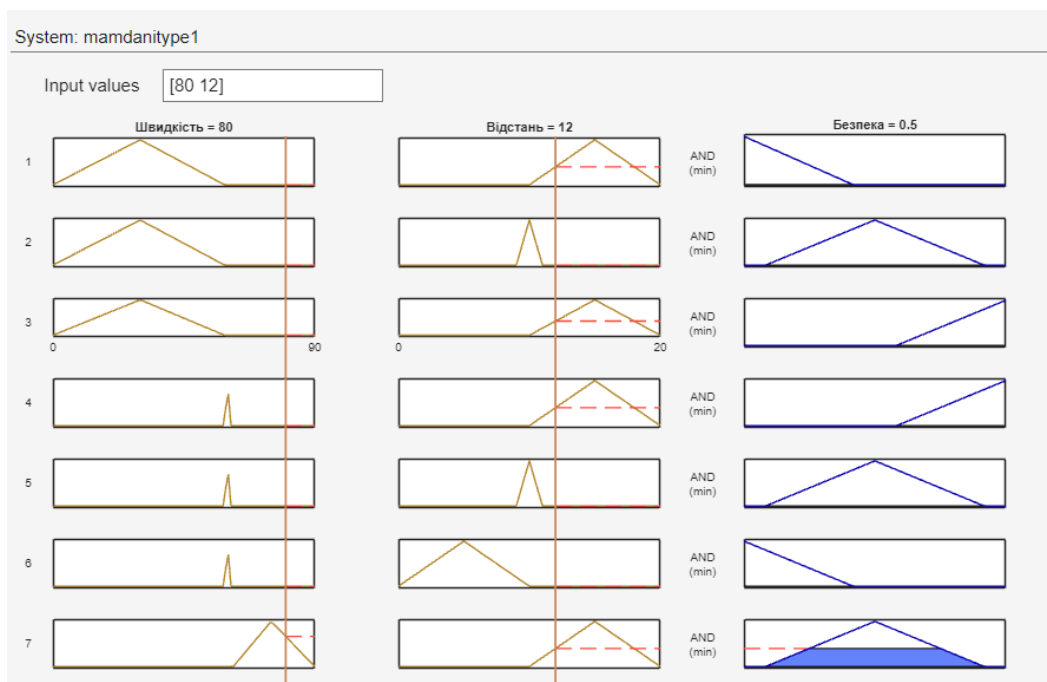 System: mamdanitype1
Input values [80 12]
Швидкість = 80 Відстань = 12 Безпека = 0.5
1 AND
(min)
2 AND
(min)
3 AND
(min)
0 90 0 20
4 AND
(min)
5 AND
(min)
6 AND
(min)
7 AND
(min)